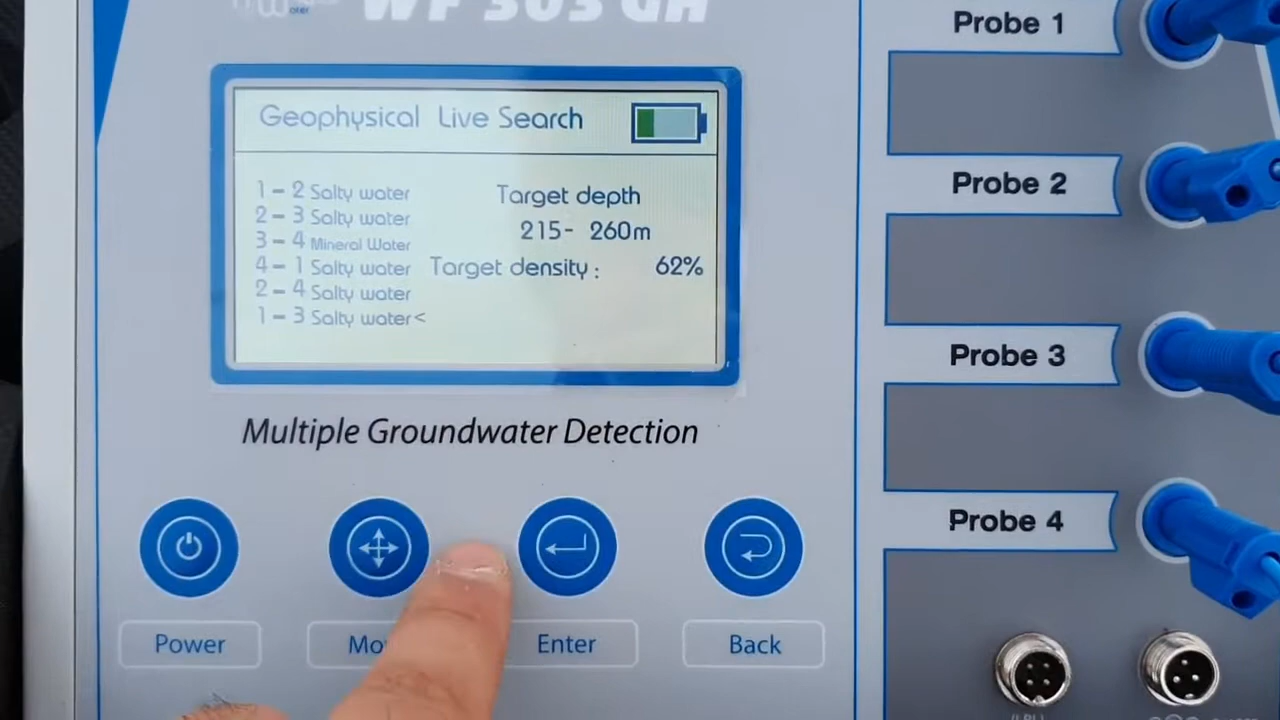 WF 303 GH
Geophysical Live Search
1 - 2 Salty water
2 - 3 Salty water
3 - 4 Mineral Water
4 - 1 Salty water
2 - 4 Salty water
1 - 3 Salty water<
Target depth
215- 260m
Target density : 62%
Multiple Groundwater Detection
Power
Enter
Back
Probe 1
Probe 2
Probe 3
Probe 4